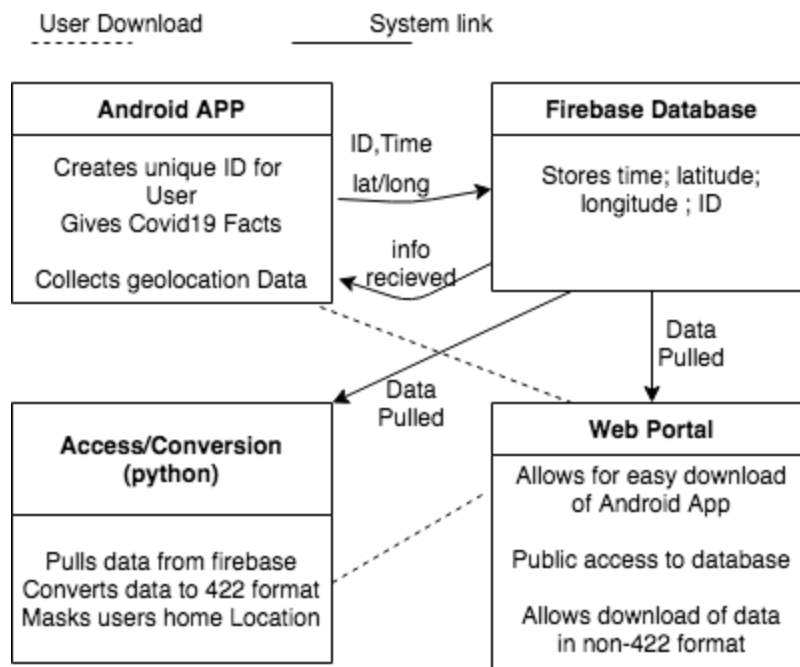 User Download
System link
Android APP
Creates unique ID for
User
Gives Covid19 Facts
Collects geolocation Data
ID,Time
lat/long
info
recieved
Firebase Database
Stores time; latitude;
longitude ; ID
Data
Pulled
Data
Pulled
Access/Conversion
(python)
Pulls data from firebase
Converts data to 422 format
Masks users home Location
Web Portal
Allows for easy download
of Android App
Public access to database
Allows download of data
in non-422 format